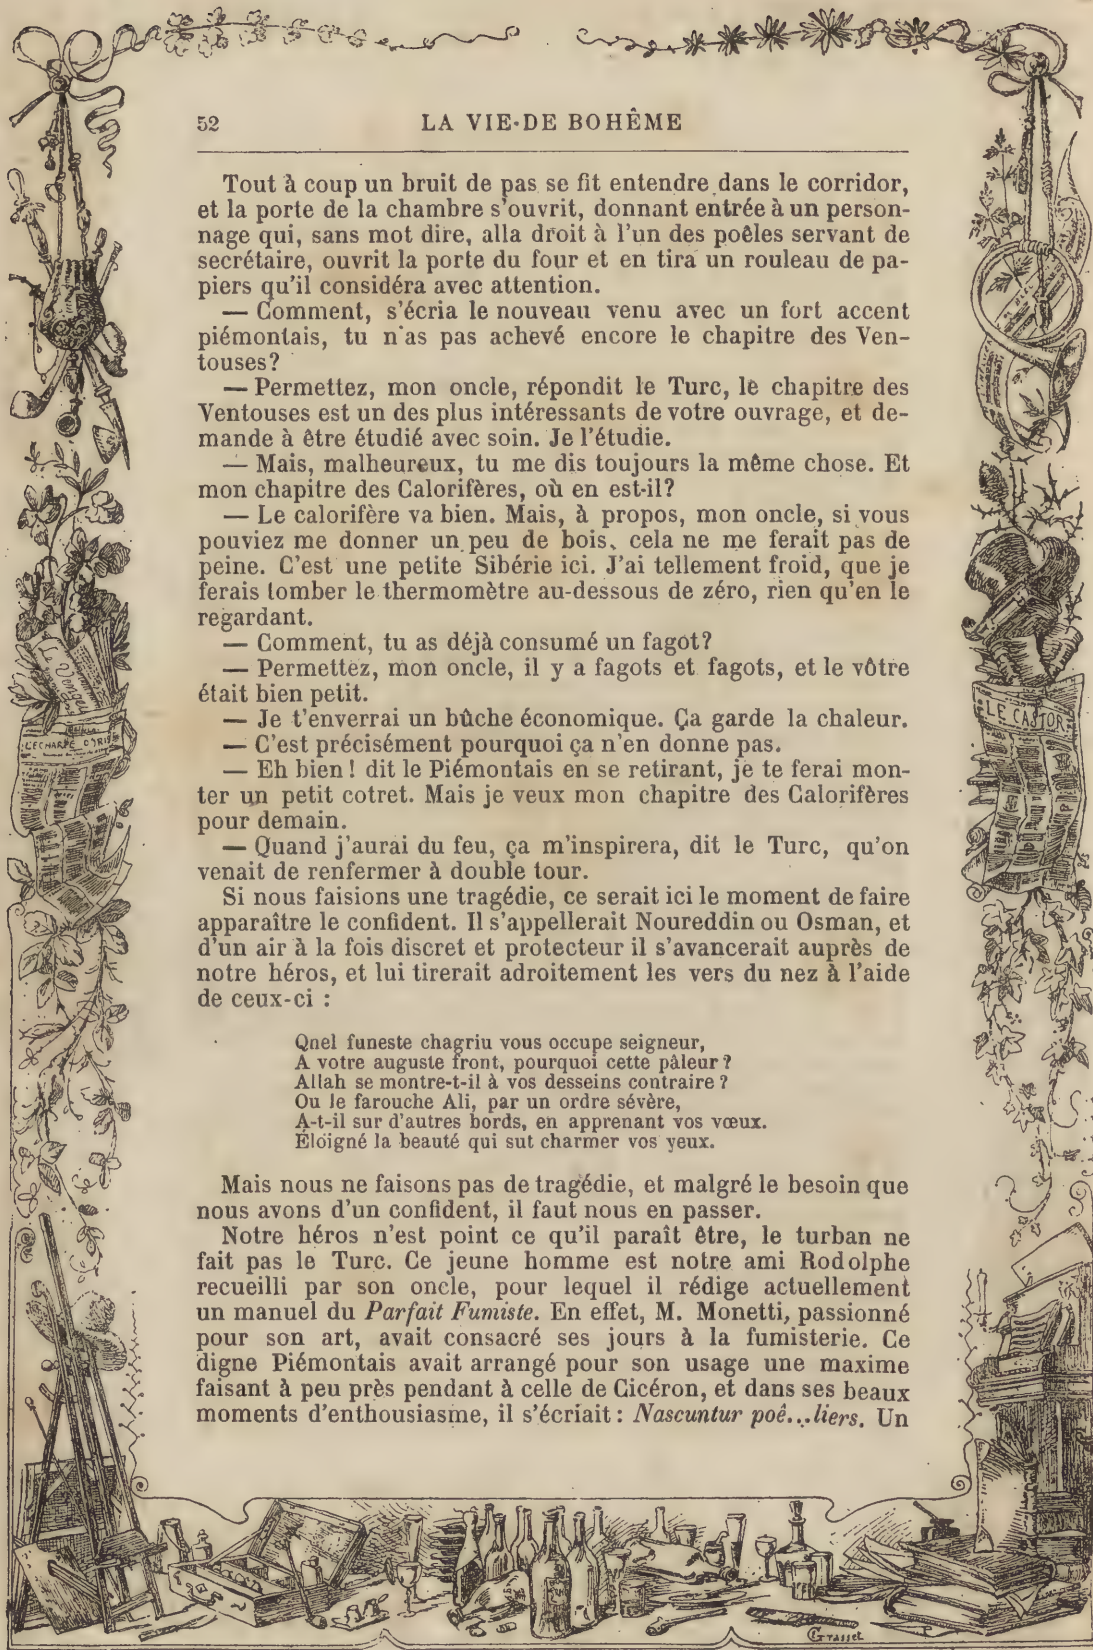 52 LA VIE DE BOHÊME
Tout à coup un bruit de pas se fit entendre dans le corridor,
et la porte de la chambre s'ouvrit, donnant entrée à un person-
nage qui, sans mot dire, alla droit à l'un des poêles servant de
secrétaire, ouvrit la porte du four et en tira un rouleau de pa-
piers qu'il considéra avec attention.
— Comment, s'écria le nouveau venu avec un fort accent
piémontais, tu n'as pas achevé encore le chapitre des Ven-
touses?
— Permettez, mon oncle, répondit le Turc, le chapitre des
Ventouses est un des plus intéressants de votre ouvrage, et de-
mande à être étudié avec soin. Je l'étudie.
— Mais, malheureux, tu me dis toujours la même chose. Et
mon chapitre des Calorifères, où en est-il?
— Le calorifère va bien. Mais, à propos, mon oncle, si vous
pouviez me donner un peu de bois, cela ne me ferait pas de
peine. C'est une petite Sibérie ici. J'ai tellement froid, que je
ferais tomber le thermomètre au-dessous de zéro, rien qu'en le
regardant.
— Comment, tu as déjà consumé un fagot?
— Permettez, mon oncle, il y a fagots et fagots, et le vôtre
était bien petit.
— Je t'enverrai un bûche économique. Ça garde la chaleur.
— C'est précisément pourquoi ça n'en donne pas.
— Eh bien! dit le Piémontais en se retirant, je te ferai mon-
ter un petit cotret. Mais je veux mon chapitre des Calorifères
pour demain.
— Quand j'aurai du feu, ça m'inspirera, dit le Turc, qu'on
venait de renfermer à double tour.
Si nous faisions une tragédie, ce serait ici le moment de faire
apparaître le confident. Il s'appellerait Noureddin ou Osman, et
d'un air à la fois discret et protecteur il s'avancerait auprès de
notre héros, et lui tirerait adroitement les vers du nez à l'aide
de ceux-ci :
Qnel funeste chagriu vous occupe seigneur,
A votre auguste front, pourquoi cette pâleur?
Allah se montre-t-il à vos desseins contraire?
Ou le farouche Ali, par un ordre sévère,
A-t-il sur d'autres bords, en apprenant vos vœux.
Éloigné la beauté qui sut charmer vos yeux.
Mais nous ne faisons pas de tragédie, et malgré le besoin que
nous avons d'un confident, il faut nous en passer.
Notre héros n'est point ce qu'il paraît être, le turban ne
fait pas le Turc. Ce jeune homme est notre ami Rodolphe
recueilli par son oncle, pour lequel il rédige actuellement
un manuel du Parfait Fumiste. En effet, M. Monetti, passionné
pour son art, avait consacré ses jours à la fumisterie. Ce
digne Piémontais avait arrangé pour son usage une maxime
faisant à peu près pendant à celle de Cicéron, et dans ses beaux
moments d'enthousiasme, il s'écriait : Nascuntur poê...liers. Un
Le Vengeur
L'ECHARPE D'IRIS
LE CASTOR
Grasset